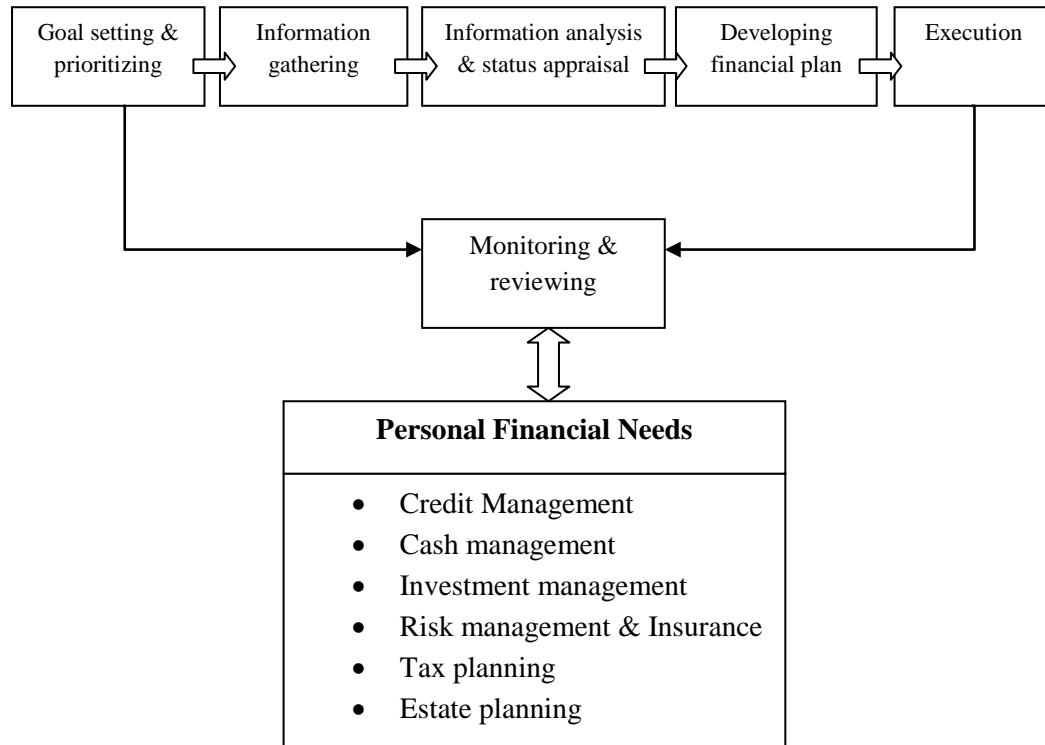 Goal setting &
prioritizing
Information
gathering
Information analysis
& status appraisal
Developing
financial plan
Execution
Monitoring &
reviewing
Personal Financial Needs
• Credit Management
• Cash management
• Investment management
• Risk management & Insurance
• Tax planning
• Estate planning